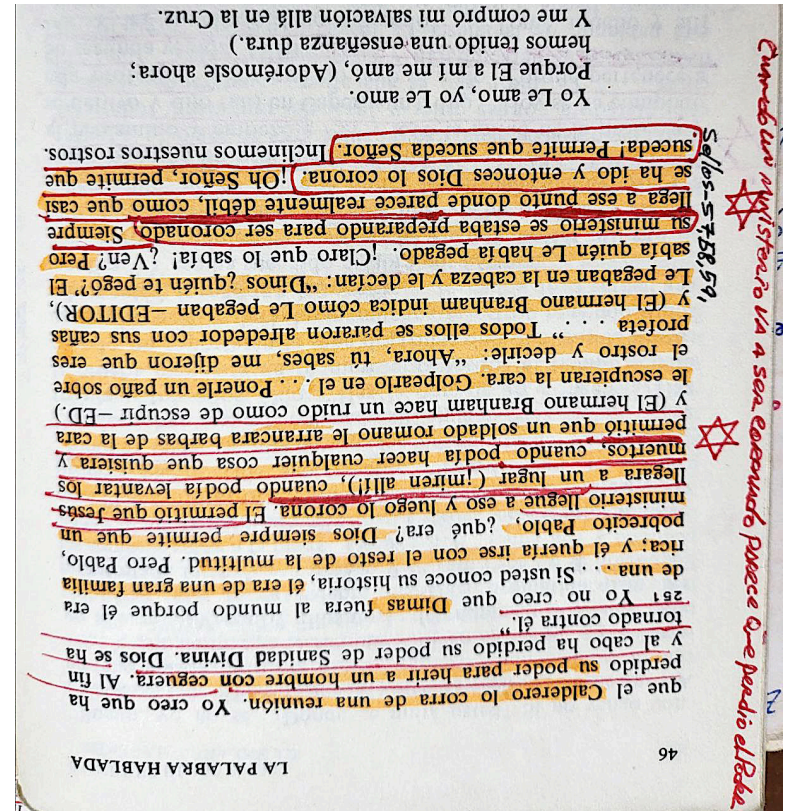 46 LA PALABRA HABLADA
que el Calderero lo corra de una reunión. Yo creo que ha
perdido su poder para herir a un hombre con ceguera. Al fin
y al cabo ha perdido su poder de Sanidad Divina. Dios se ha
tornado contra él.”
251 Yo no creo que Dimas fuera al mundo porque él era
de una . . . Si usted conoce su historia, él era de una gran familia
rica; y él quería irse con el resto de la multitud. Pero Pablo,
pobrecito Pablo, ¿qué era? Dios siempre permite que un
ministerio llegue a eso y luego lo corona. El permitió que Jesús
llegara a un lugar (¡miren allí!), cuando podía levantar los
muertos, cuando podía hacer cualquier cosa que quisiera y
permitió que un soldado romano le arrancara barbas de la cara
y (El hermano Branham hace un ruido como de escupir —ED.)
le escupieran la cara. Golpearlo en el . . . Ponerle un paño sobre
el rostro y decirle: “Ahora, tú sabes, me dijeron que eres
profeta . . .” Todos ellos se pararon alrededor con sus cañas
y (El hermano Branham indica cómo Le pegaban —EDITOR),
Le pegaban en la cabeza y le decían: “Dinos ¿quién te pegó?” El
sabía quién Le había pegado. ¡Claro que lo sabía! ¿Ven? Pero
su ministerio se estaba preparando para ser coronado. Siempre
llega a ese punto donde parece realmente débil, como que casi
se ha ido y entonces Dios lo corona. ¡Oh Señor, permite que
suceda! Permite que suceda Señor. Inclinemos nuestros rostros.
Yo Le amo, yo Le amo.
Porque El a mí me amó, (Adorémosle ahora;
hemos tenido una enseñanza dura.)
Y me compró mi salvación allá en la Cruz.
Cuando un Ministerio va a ser coronado parece que perdio el Poder
Sellos-57,58,59,